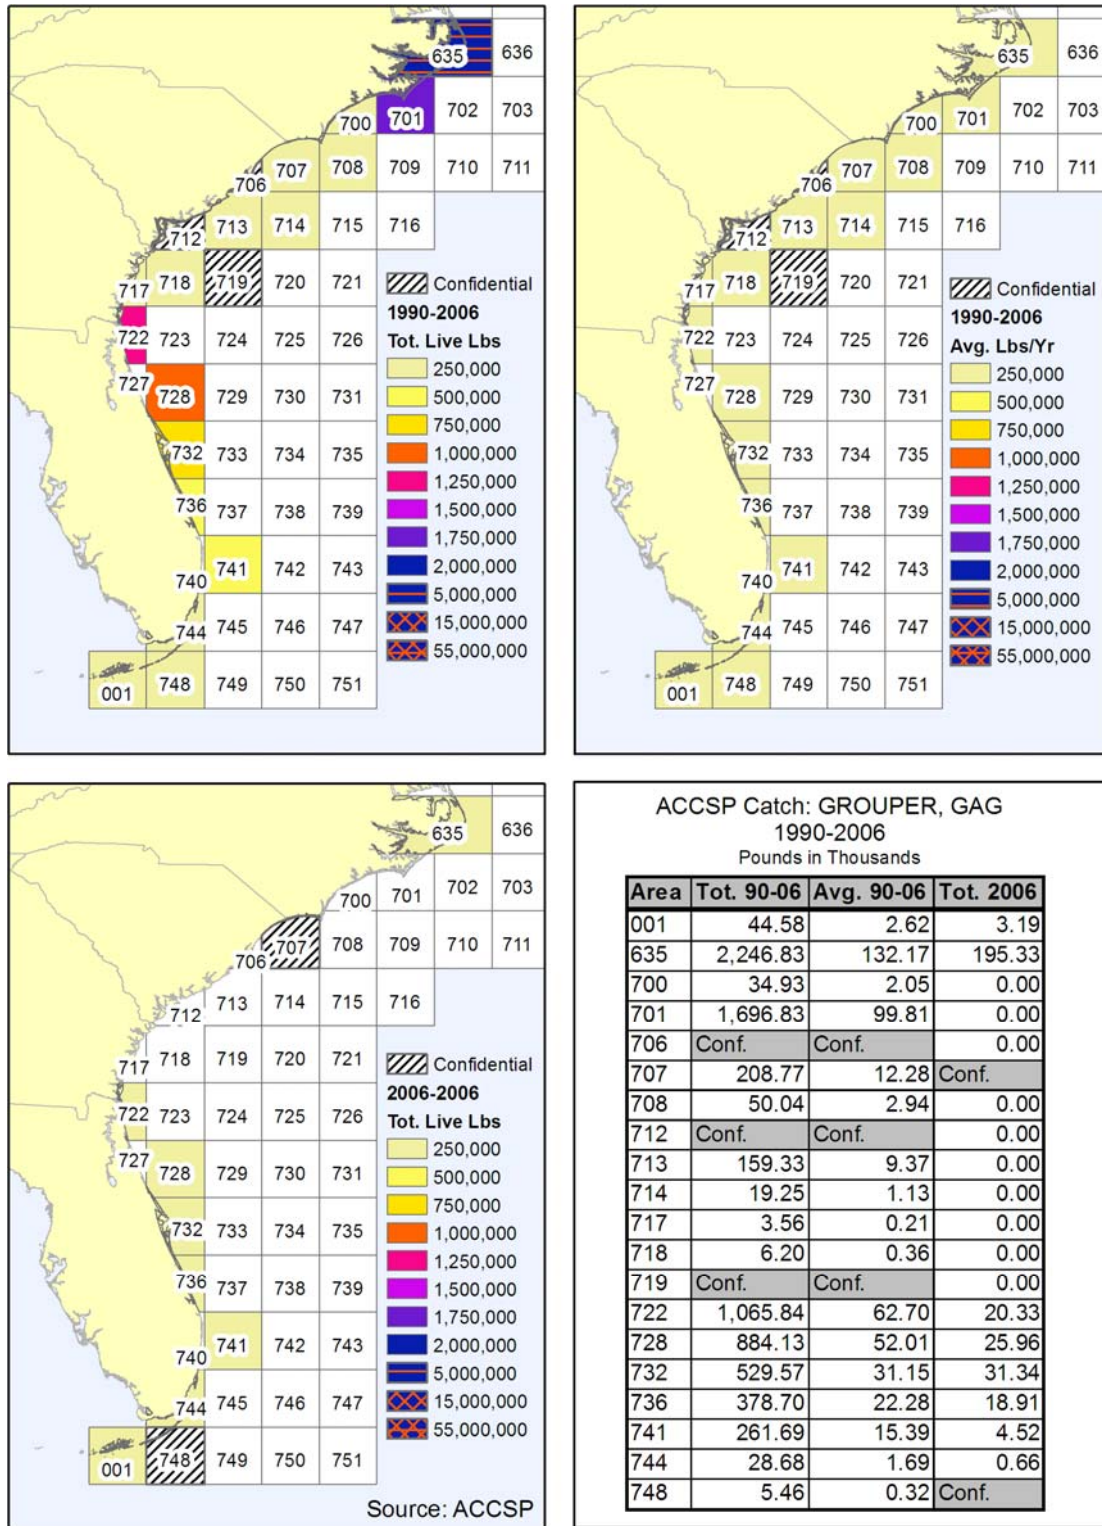 635 636
700 701 702 703
706 707 708 709 710 711
712 713 714 715 716
717 718 719 720 721
722 723 724 725 726
727 728 729 730 731
732 733 734 735
736 737 738 739
740 741 742 743
744 745 746 747
001 748 749 750 751
Confidential
1990-2006
Tot. Live Lbs
250,000
500,000
750,000
1,000,000
1,250,000
1,500,000
1,750,000
2,000,000
5,000,000
15,000,000
55,000,000
635 636
700 701 702 703
706 707 708 709 710 711
712 713 714 715 716
717 718 719 720 721
722 723 724 725 726
727 728 729 730 731
732 733 734 735
736 737 738 739
740 741 742 743
744 745 746 747
001 748 749 750 751
Confidential
1990-2006
Avg. Lbs/Yr
250,000
500,000
750,000
1,000,000
1,250,000
1,500,000
1,750,000
2,000,000
5,000,000
15,000,000
55,000,000
635 636
700 701 702 703
706 707 708 709 710 711
712 713 714 715 716
717 718 719 720 721
722 723 724 725 726
727 728 729 730 731
732 733 734 735
736 737 738 739
740 741 742 743
744 745 746 747
001 748 749 750 751
Confidential
2006-2006
Tot. Live Lbs
250,000
500,000
750,000
1,000,000
1,250,000
1,500,000
1,750,000
2,000,000
5,000,000
15,000,000
55,000,000
Source: ACCSP
ACCSP Catch: GROUPER, GAG
1990-2006
Pounds in Thousands
Area Tot. 90-06 Avg. 90-06 Tot. 2006
001 44.58 2.62 3.19
635 2,246.83 132.17 195.33
700 34.93 2.05 0.00
701 1,696.83 99.81 0.00
706 Conf. Conf. 0.00
707 208.77 12.28 Conf.
708 50.04 2.94 0.00
712 Conf. Conf. 0.00
713 159.33 9.37 0.00
714 19.25 1.13 0.00
717 3.56 0.21 0.00
718 6.20 0.36 0.00
719 Conf. Conf. 0.00
722 1,065.84 62.70 20.33
728 884.13 52.01 25.96
732 529.57 31.15 31.34
736 378.70 22.28 18.91
741 261.69 15.39 4.52
744 28.68 1.69 0.66
748 5.46 0.32 Conf.